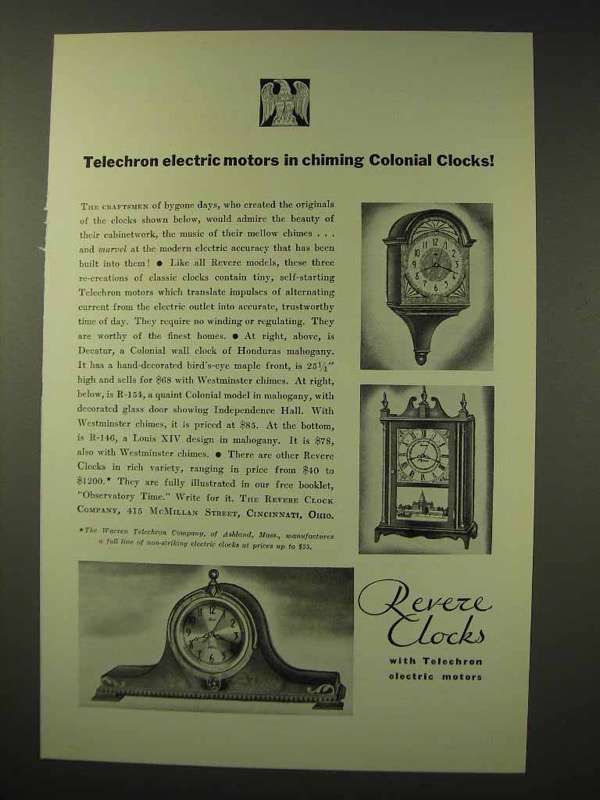 Telechron electric motors in chiming Colonial Clocks!
THE CRAFTSMEN of bygone days, who created the originals
of the clocks shown below, would admire the beauty of
their cabinetwork, the music of their mellow chimes . . .
and marvel at the modern electric accuracy that has been
built into them! ● Like all Revere models, these three
re-creations of classic clocks contain tiny, self-starting
Telechron motors which translate impulses of alternating
current from the electric outlet into accurate, trustworthy
time of day. They require no winding or regulating. They
are worthy of the finest homes. ● At right, above, is
Decatur, a Colonial wall clock of Honduras mahogany.
It has a hand-decorated bird's-eye maple front, is 25½"
high and sells for $68 with Westminster chimes. At right,
below, is R-154, a quaint Colonial model in mahogany, with
decorated glass door showing Independence Hall. With
Westminster chimes, it is priced at $85. At the bottom,
is R-146, a Louis XIV design in mahogany. It is $78,
also with Westminster chimes. ● There are other Revere
Clocks in rich variety, ranging in price from $40 to
$1200.* They are fully illustrated in our free booklet,
"Observatory Time." Write for it. THE REVERE CLOCK
COMPANY, 415 MCMILLAN STREET, CINCINNATI, OHIO.
*The Warren Telechron Company, of Ashland, Mass., manufactures
a full line of non-striking electric clocks at prices up to $55.
Revere
Clocks
with Telechron
electric motors